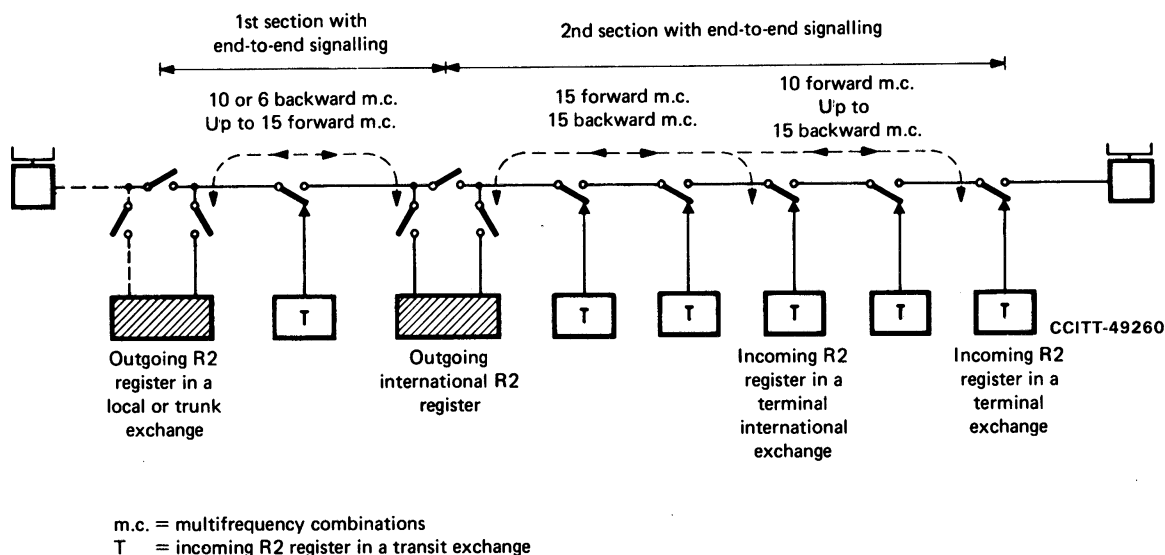 1st section with
end-to-end signalling
2nd section with end-to-end signalling
10 or 6 backward m.c.
Up to 15 forward m.c.
15 forward m.c.
15 backward m.c.
10 forward m.c.
Up to
15 backward m.c.
T
T
T
T
T
T
CCITT-49260
Outgoing R2
register in a
local or trunk
exchange
Outgoing
international R2
register
Incoming R2
register in a
terminal
international
exchange
Incoming R2
register in a
terminal
exchange
m.c. = multifrequency combinations
T = incoming R2 register in a transit exchange